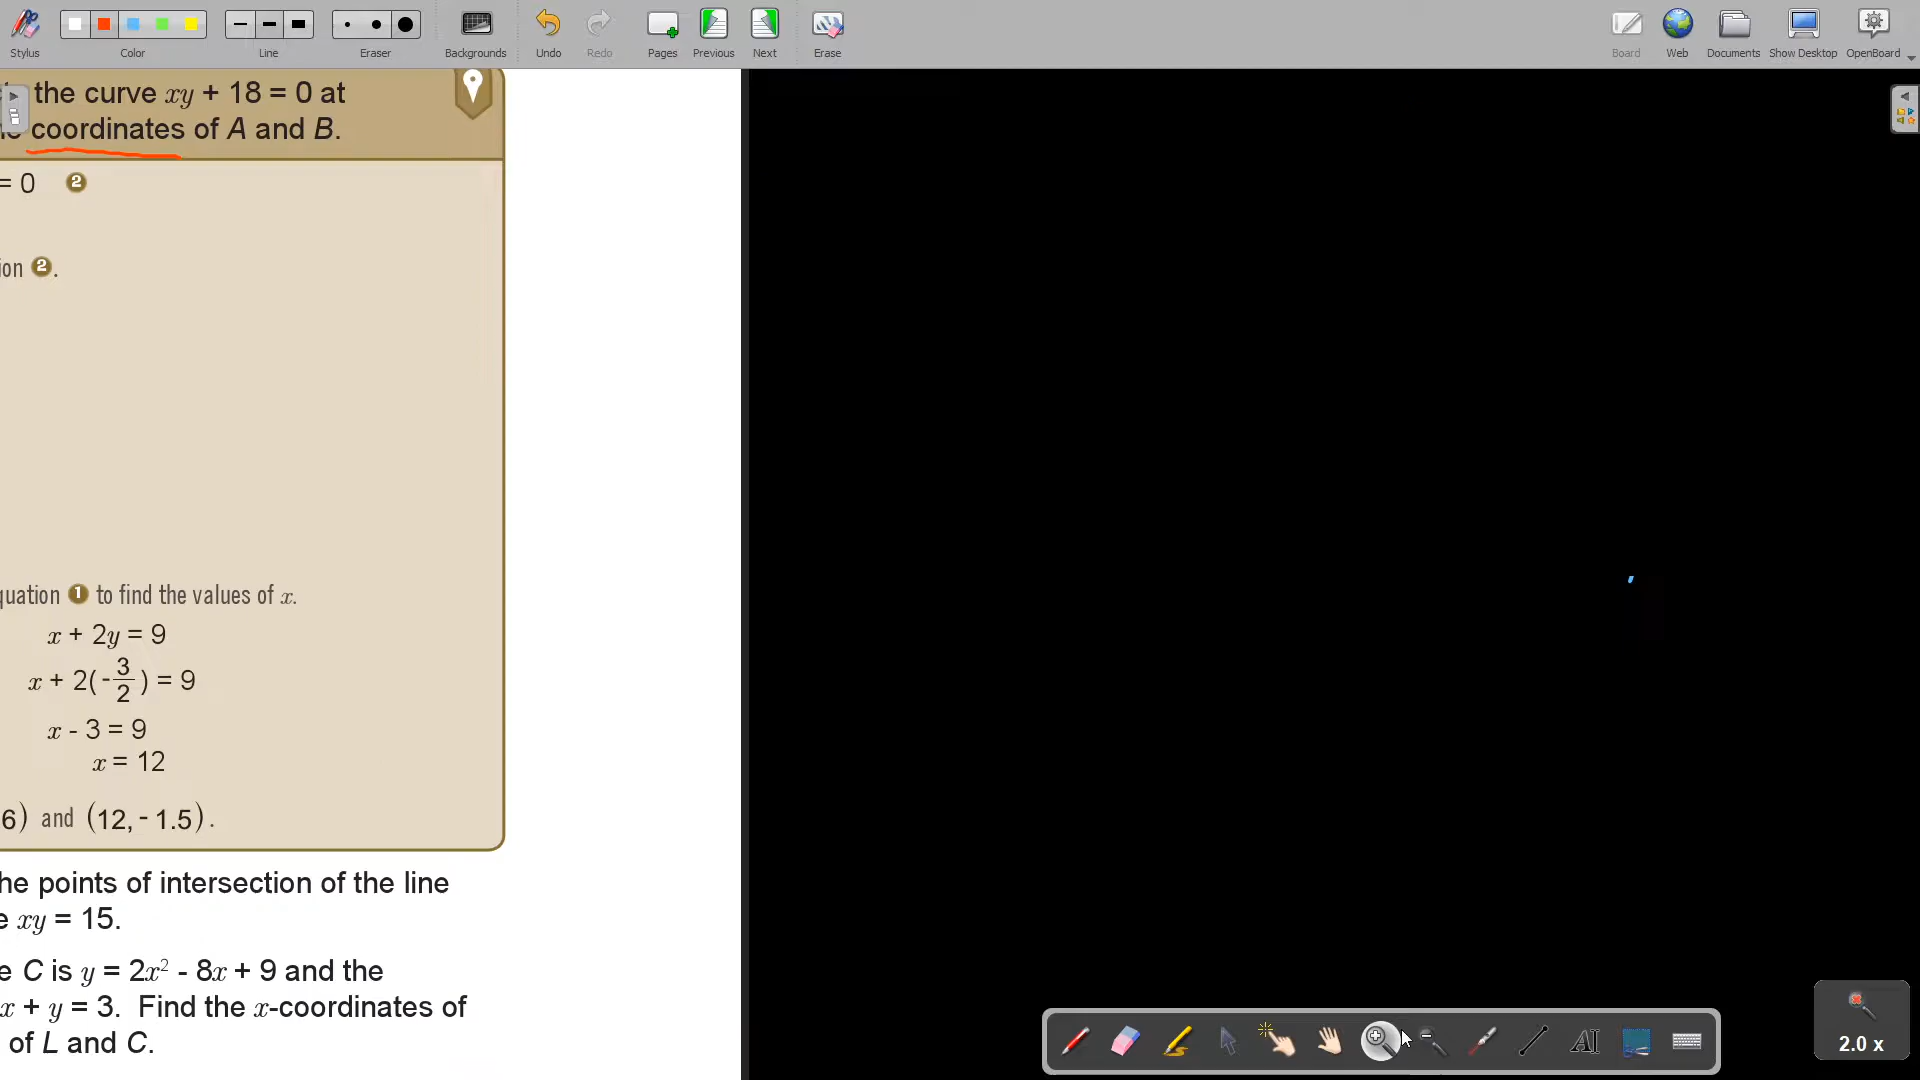 Stylus
Color
Line
Eraser
Backgrounds
Undo
Redo
Pages
Previous
Next
Erase
Board
Web
Documents
Show Desktop
OpenBoard
the curve xy + 18 = 0 at
coordinates of A and B.
= 0 2
ion 2.
quation 1 to find the values of x.
x + 2y = 9
x + 2(-3/2) = 9
x - 3 = 9
x = 12
6) and (12, - 1.5).
he points of intersection of the line
e xy = 15.
e C is y = 2x² - 8x + 9 and the
x + y = 3. Find the x-coordinates of
of L and C.
2.0 x